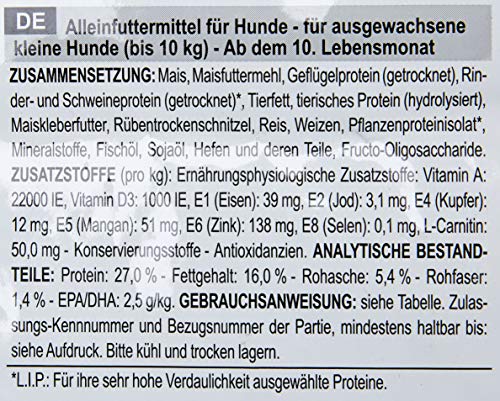 DE Alleinfuttermittel für Hunde - für ausgewachsene
kleine Hunde (bis 10 kg) - Ab dem 10. Lebensmonat
ZUSAMMENSETZUNG: Mais, Maisfuttermehl, Geflügelprotein (getrocknet), Rin-
der- und Schweineprotein (getrocknet)*, Tierfett, tierisches Protein (hydrolysiert),
Maiskleberfutter, Rübentrockenschnitzel, Reis, Weizen, Pflanzenproteinisolat*,
Mineralstoffe, Fischöl, Sojaöl, Hefen und deren Teile, Fructo-Oligosaccharide.
ZUSATZSTOFFE (pro kg): Ernährungsphysiologische Zusatzstoffe: Vitamin A:
22000 IE, Vitamin D3: 1000 IE, E1 (Eisen): 39 mg, E2 (Jod): 3,1 mg, E4 (Kupfer):
12 mg, E5 (Mangan): 51 mg, E6 (Zink): 138 mg, E8 (Selen): 0,1 mg, L-Carnitin:
50,0 mg - Konservierungsstoffe - Antioxidanzien. ANALYTISCHE BESTAND-
TEILE: Protein: 27,0 % - Fettgehalt: 16,0 % - Rohasche: 5,4 % - Rohfaser:
1,4 % - EPA/DHA: 2,5 g/kg. GEBRAUCHSANWEISUNG: siehe Tabelle. Zulas-
sungs-Kennnummer und Bezugsnummer der Partie, mindestens haltbar bis:
siehe Aufdruck. Bitte kühl und trocken lagern.
*L.I.P.: Für ihre sehr hohe Verdaulichkeit ausgewählte Proteine.